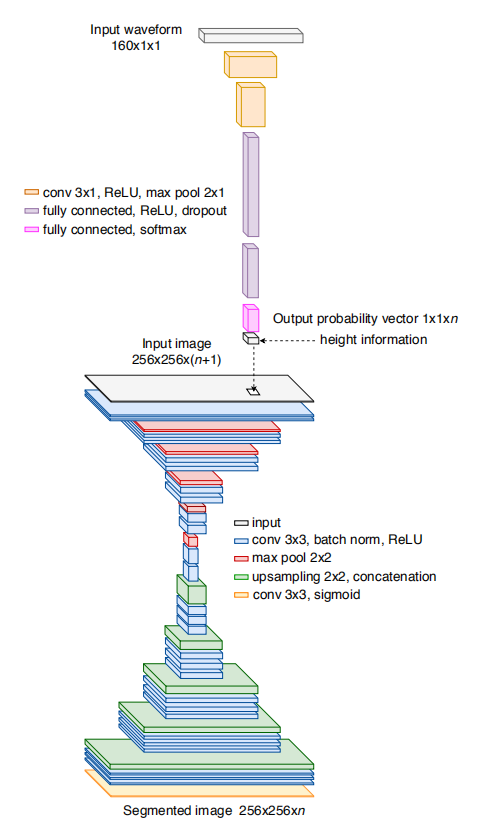 Input waveform
160x1x1
conv 3x1, ReLU, max pool 2x1
fully connected, ReLU, dropout
fully connected, softmax
Output probability vector 1x1xn
height information
Input image
256x256x(n+1)
input
conv 3x3, batch norm, ReLU
max pool 2x2
upsampling 2x2, concatenation
conv 3x3, sigmoid
Segmented image 256x256xn